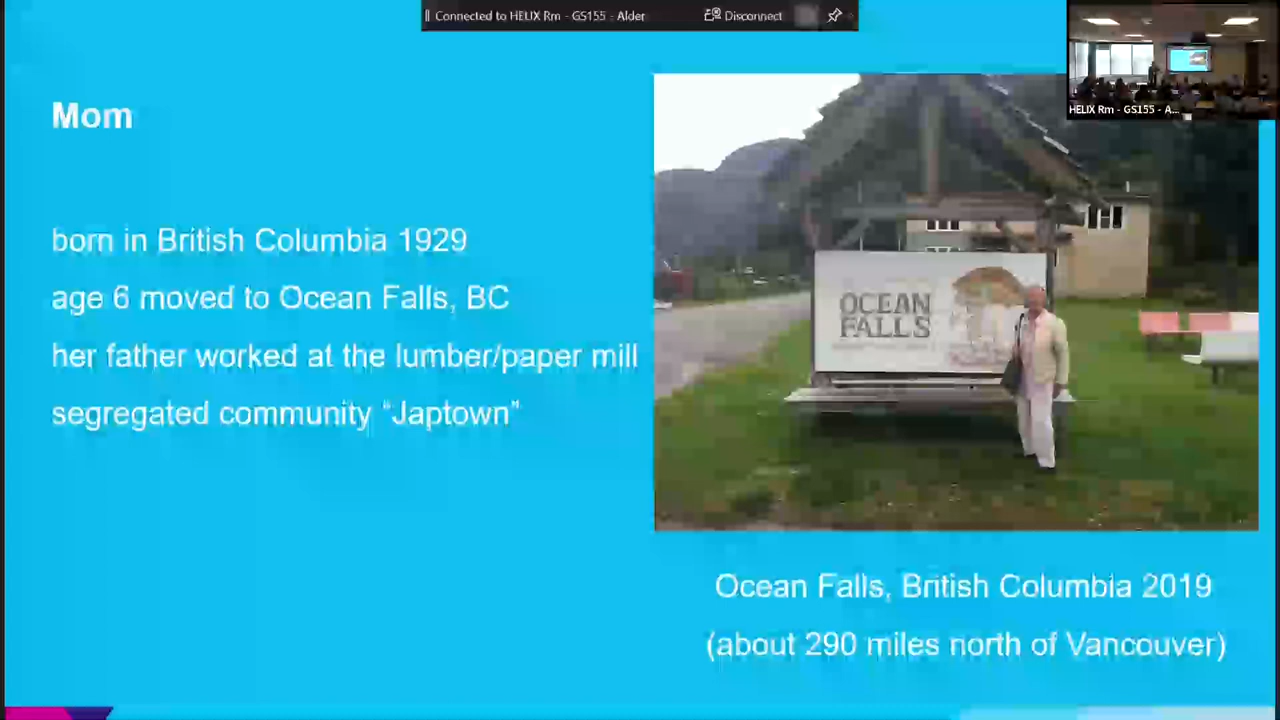 Connected to HELIX Rm - GS155 - Alder
Disconnect
HELIX Rm - GS155 - A...
Mom
born in British Columbia 1929
age 6 moved to Ocean Falls, BC
her father worked at the lumber/paper mill
segregated community “Japtown”
OCEAN
FALLS
Ocean Falls, British Columbia 2019
(about 290 miles north of Vancouver)